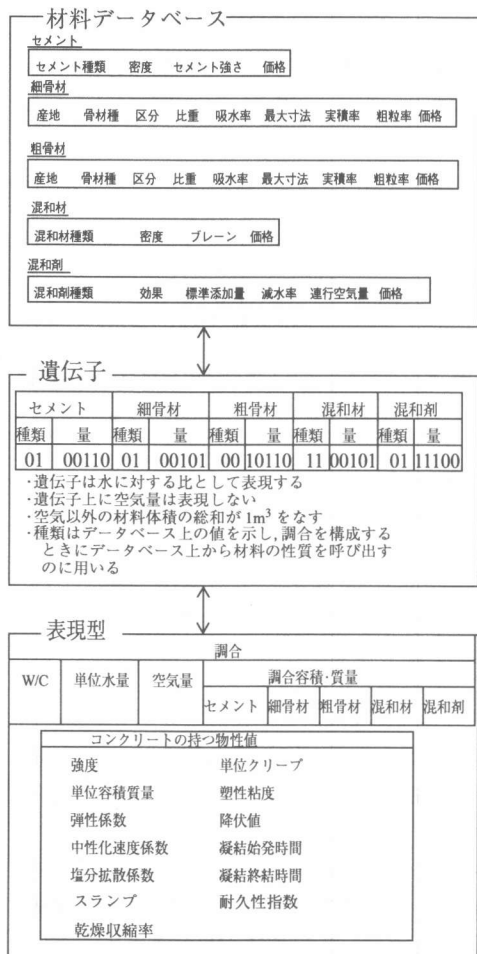 材料データベース
セメント
セメント種類 密度 セメント強さ 価格
細骨材
産地 骨材種 区分 比重 吸水率 最大寸法 実積率 粗粒率 価格
粗骨材
産地 骨材種 区分 比重 吸水率 最大寸法 実積率 粗粒率 価格
混和材
混和材種類 密度 ブレーン 価格
混和剤
混和剤種類 効果 標準添加量 減水率 連行空気量 価格
遺伝子
セメント 細骨材 粗骨材 混和材 混和剤
種類 量 種類 量 種類 量 種類 量 種類 量
01 00110 01 00101 00 10110 11 00101 01 11100
・遺伝子は水に対する比として表現する
・遺伝子上に空気量は表現しない
・空気以外の材料体積の総和が1m³をなす
・種類はデータベース上の値を示し,調合を構成する
ときにデータベース上から材料の性質を呼び出す
のに用いる
表現型
調合
W/C 単位水量 空気量 調合容積・質量
セメント 細骨材 粗骨材 混和材 混和剤
コンクリートの持つ物性値
強度 単位クリープ
単位容積質量 塑性粘度
弾性係数 降伏値
中性化速度係数 凝結始発時間
塩分拡散係数 凝結終結時間
スランプ 耐久性指数
乾燥収縮率